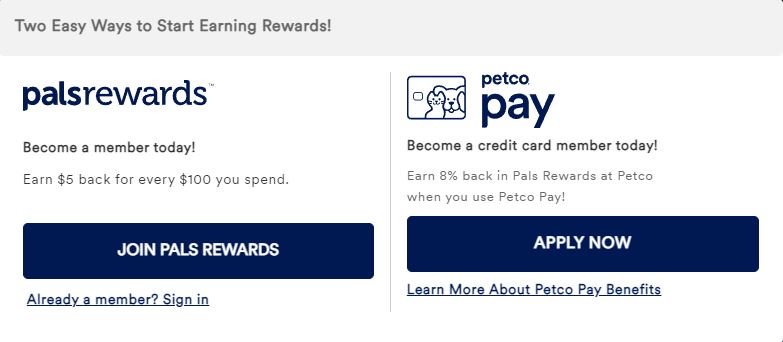 Two Easy Ways to Start Earning Rewards!
palsrewards™
Become a member today!
Earn $5 back for every $100 you spend.
JOIN PALS REWARDS
Already a member? Sign in
petco
pay
Become a credit card member today!
Earn 8% back in Pals Rewards at Petco
when you use Petco Pay!
APPLY NOW
Learn More About Petco Pay Benefits